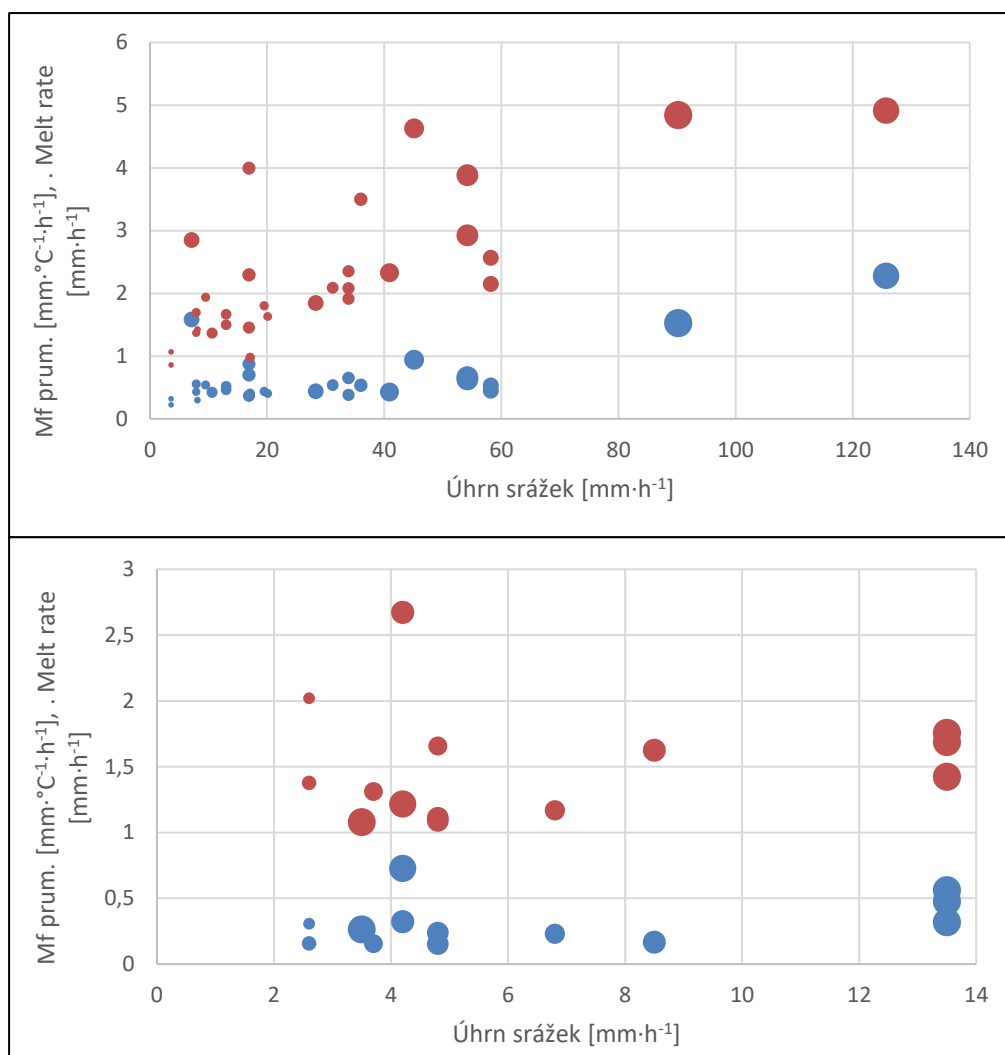 Mf prum. [mm·°C⁻¹·h⁻¹], . Melt rate
[mm·h⁻¹]
6
5
4
3
2
1
0
0 20 40 60 80 100 120 140
Úhrn srážek [mm·h⁻¹]
Mf prum. [mm·°C⁻¹·h⁻¹], . Melt rate
[mm·h⁻¹]
3
2,5
2
1,5
1
0,5
0
0 2 4 6 8 10 12 14
Úhrn srážek [mm·h⁻¹]